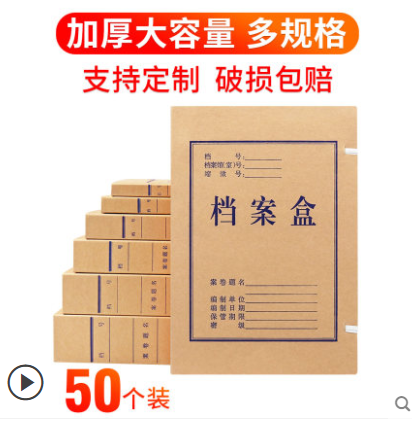 加厚大容量 多规格
支持定制 破损包赔
档 号:
档案馆(室)号:
缩 微 号:
档案盒
案卷题名
编制单位
编制日期
保管期限
密 级
50个装